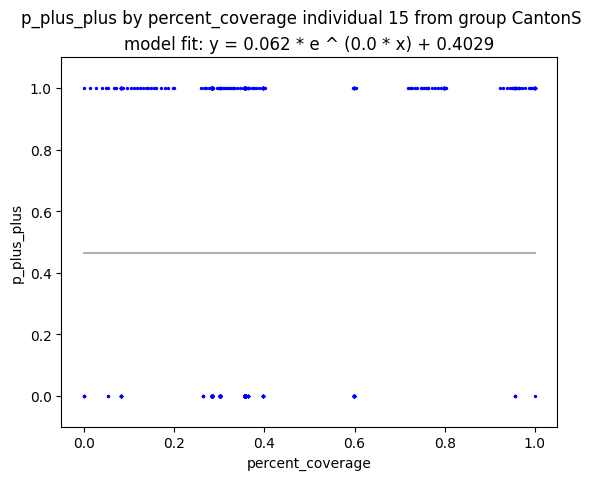 p_plus_plus by percent_coverage individual 15 from group CantonS
model fit: y = 0.062 * e ^ (0.0 * x) + 0.4029
1.0
0.8
0.6
0.4
0.2
0.0
p_plus_plus
0.0 0.2 0.4 0.6 0.8 1.0
percent_coverage